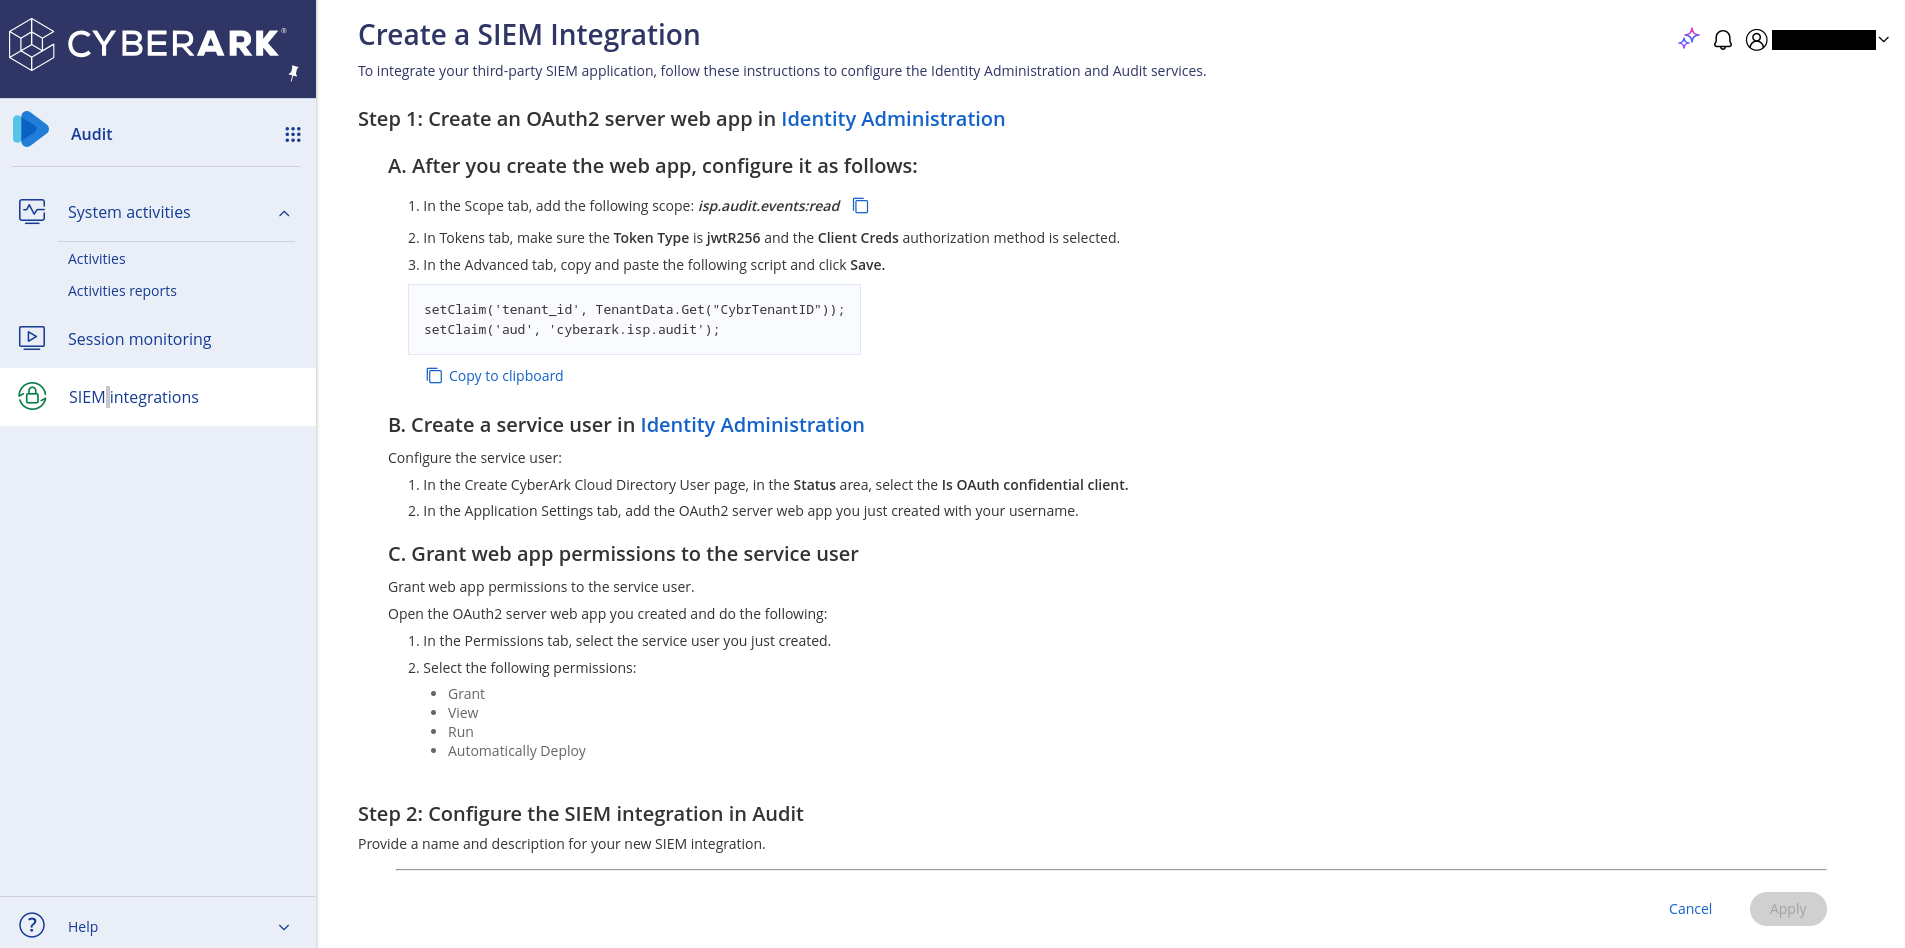 CYBERARK®
Audit
System activities
Activities
Activities reports
Session monitoring
SIEM integrations
Help
Create a SIEM Integration
To integrate your third-party SIEM application, follow these instructions to configure the Identity Administration and Audit services.
Step 1: Create an OAuth2 server web app in Identity Administration
A. After you create the web app, configure it as follows:
1. In the Scope tab, add the following scope: isp.audit.events:read
2. In Tokens tab, make sure the Token Type is jwtR256 and the Client Creds authorization method is selected.
3. In the Advanced tab, copy and paste the following script and click Save.
setClaim('tenant_id', TenantData.Get("CybrTenantID"));
setClaim('aud', 'cyberark.isp.audit');
Copy to clipboard
B. Create a service user in Identity Administration
Configure the service user:
1. In the Create CyberArk Cloud Directory User page, in the Status area, select the Is OAuth confidential client.
2. In the Application Settings tab, add the OAuth2 server web app you just created with your username.
C. Grant web app permissions to the service user
Grant web app permissions to the service user.
Open the OAuth2 server web app you created and do the following:
1. In the Permissions tab, select the service user you just created.
2. Select the following permissions:
• Grant
• View
• Run
• Automatically Deploy
Step 2: Configure the SIEM integration in Audit
Provide a name and description for your new SIEM integration.
Cancel
Apply